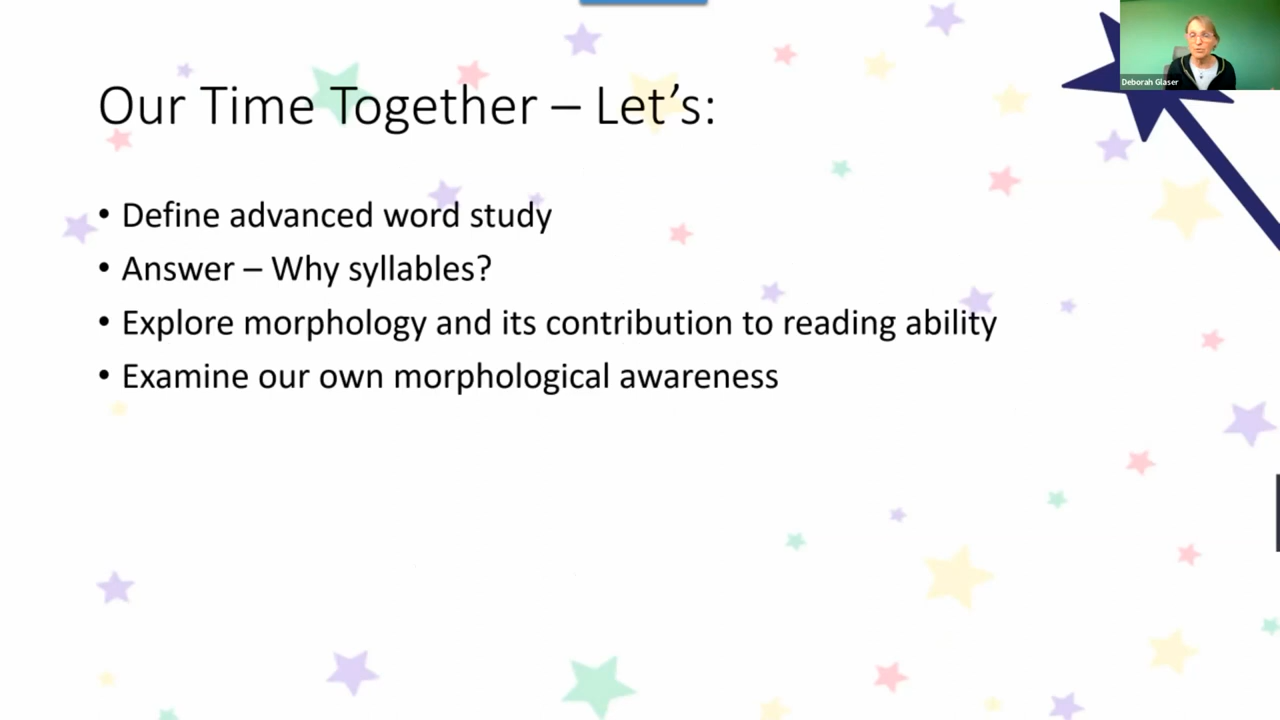 Deborah Glaser
Our Time Together – Let’s:
• Define advanced word study
• Answer – Why syllables?
• Explore morphology and its contribution to reading ability
• Examine our own morphological awareness